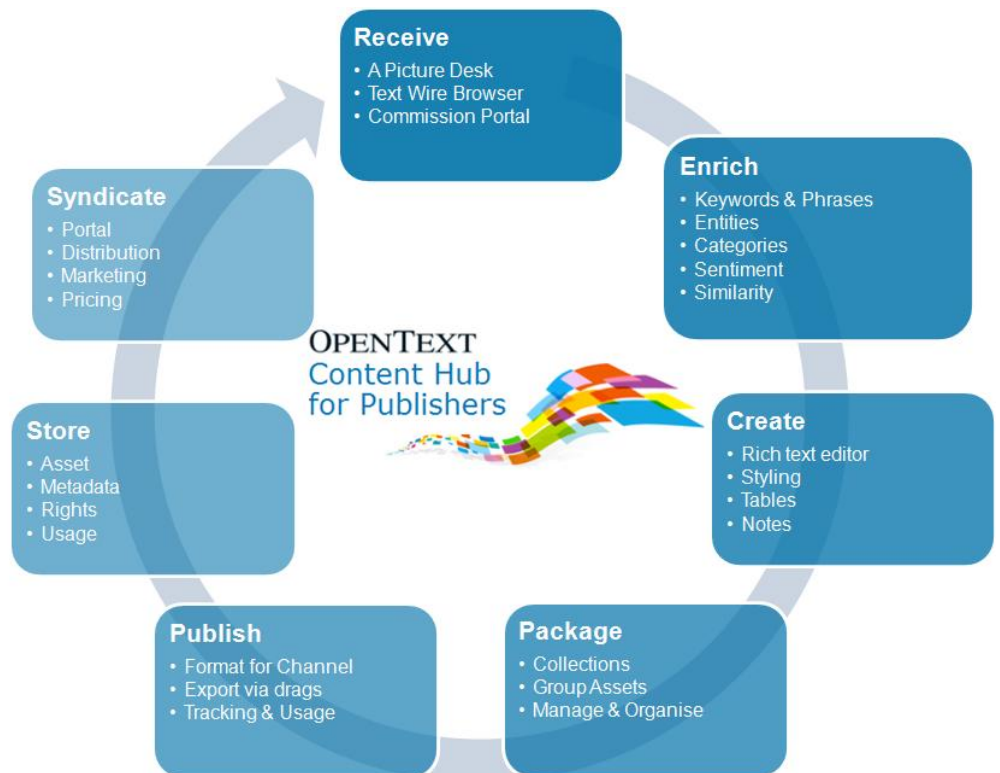 Receive
• A Picture Desk
• Text Wire Browser
• Commission Portal
Enrich
• Keywords & Phrases
• Entities
• Categories
• Sentiment
• Similarity
Create
• Rich text editor
• Styling
• Tables
• Notes
Package
• Collections
• Group Assets
• Manage & Organise
Publish
• Format for Channel
• Export via drags
• Tracking & Usage
Store
• Asset
• Metadata
• Rights
• Usage
Syndicate
• Portal
• Distribution
• Marketing
• Pricing
OPENTEXT
Content Hub
for Publishers